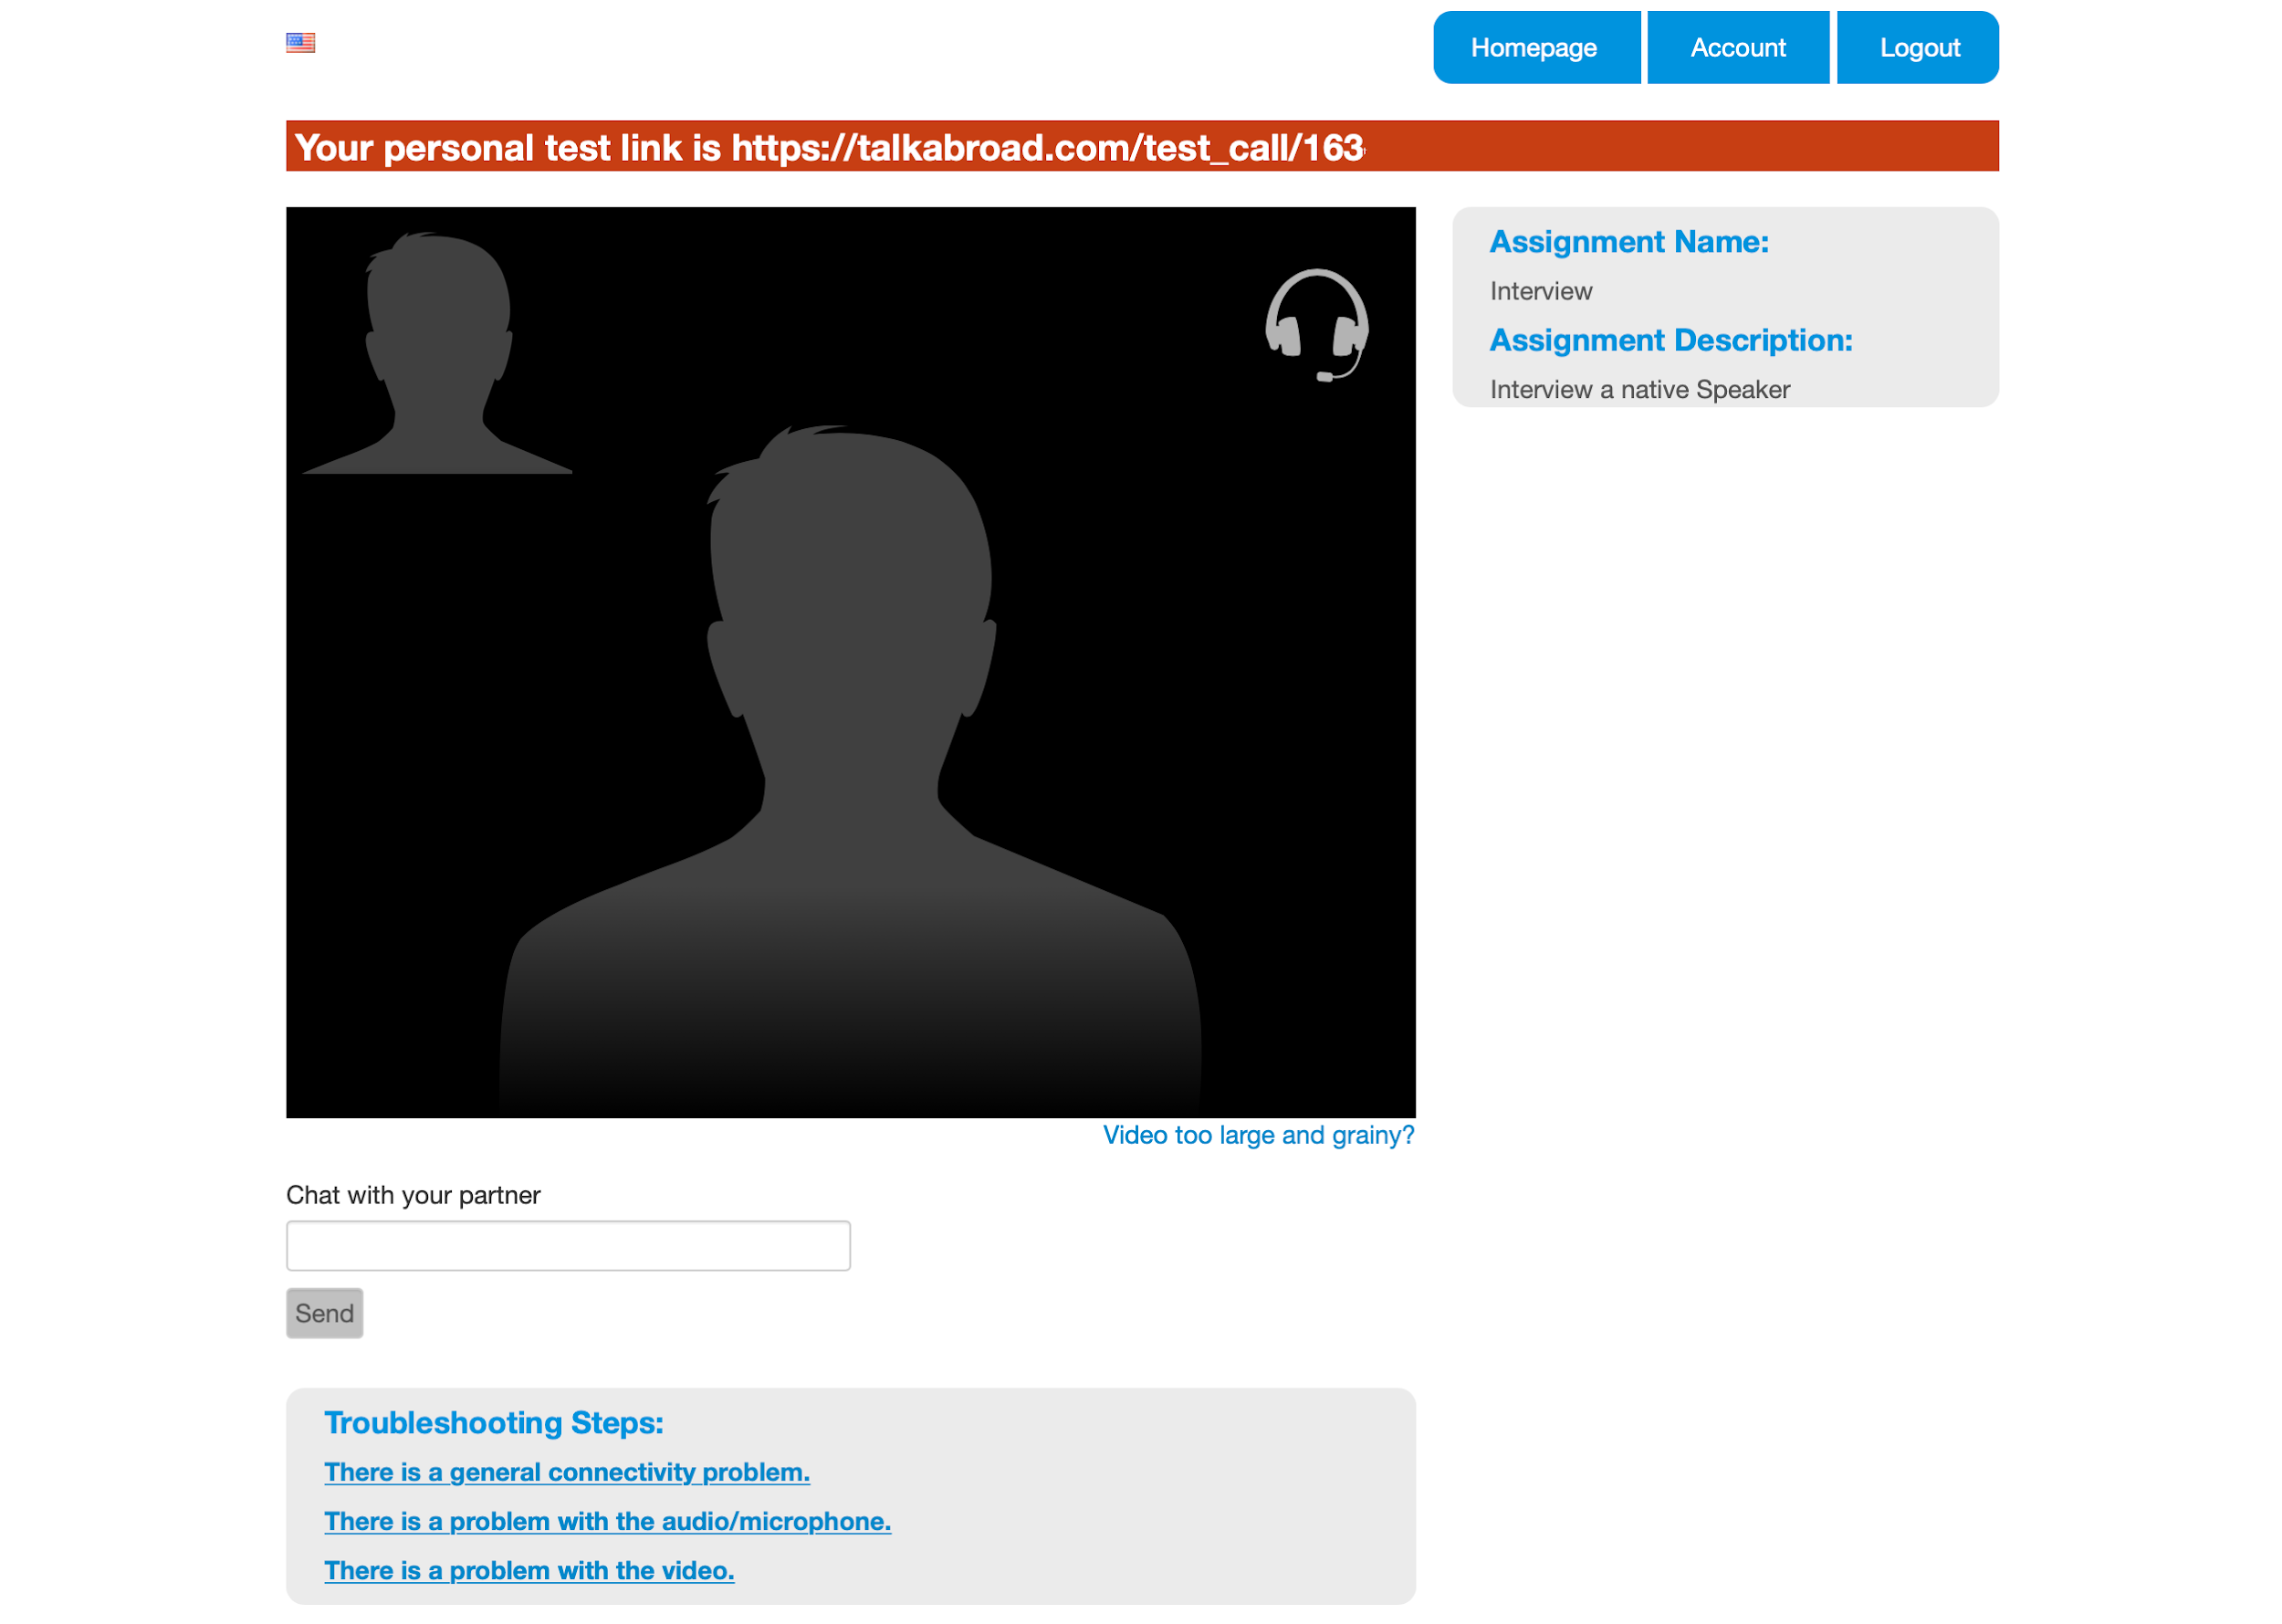 Homepage
Account
Logout
Your personal test link is https://talkabroad.com/test_call/163
Assignment Name:
Interview
Assignment Description:
Interview a native Speaker
Video too large and grainy?
Chat with your partner
Send
Troubleshooting Steps:
There is a general connectivity problem.
There is a problem with the audio/microphone.
There is a problem with the video.